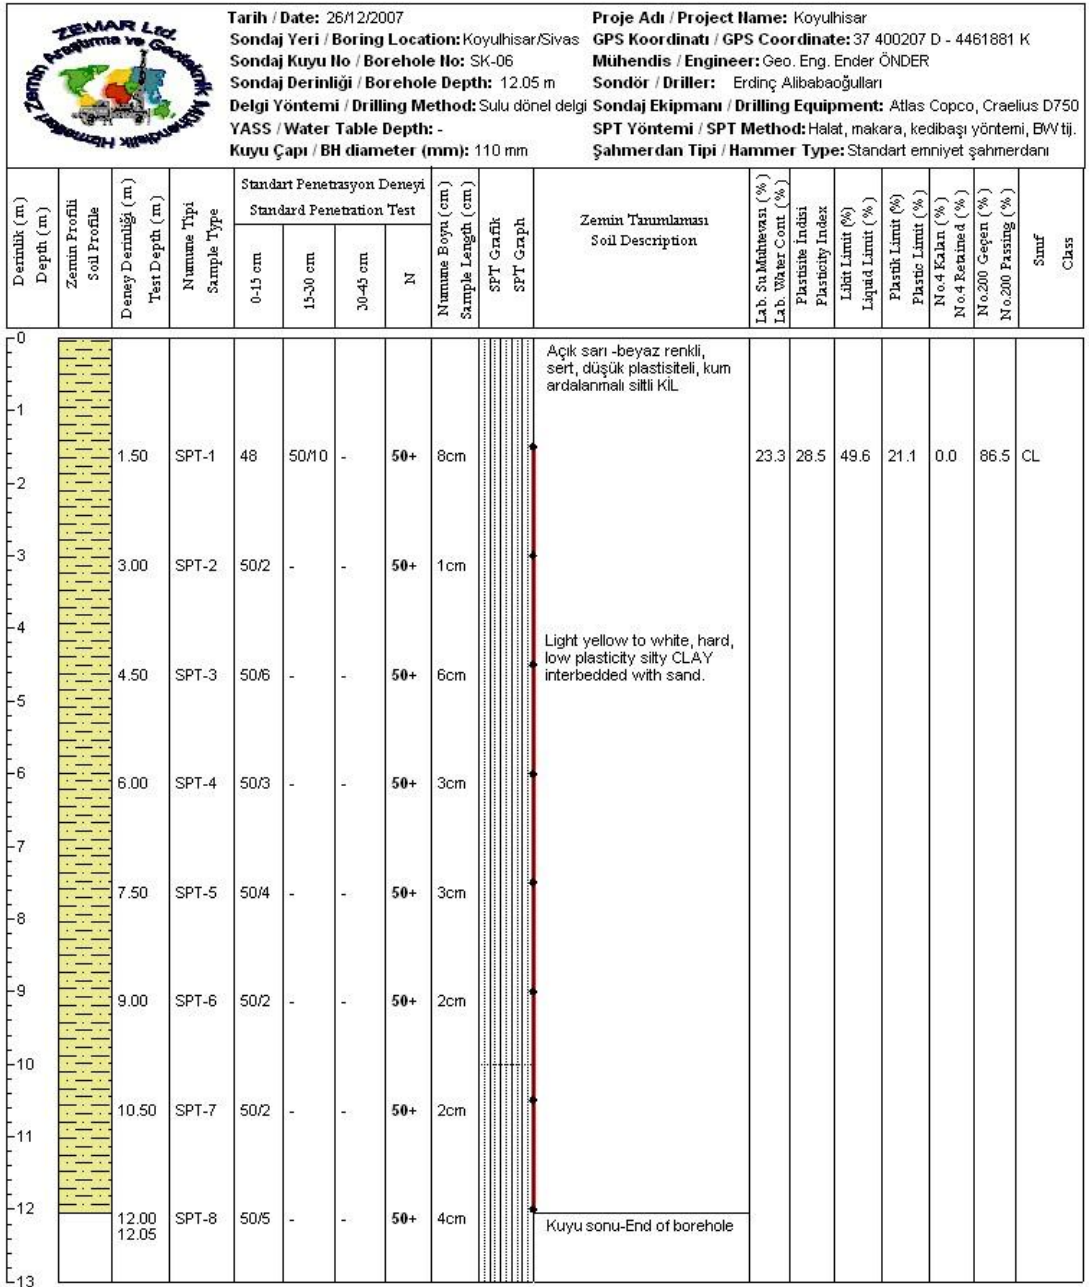 ZEMAR Ltd.
Zemin Araştırma ve Geoteknik Mühendislik Hizmetleri
Tarih / Date: 26/12/2007
Sondaj Yeri / Boring Location: Koyulhisar/Sivas
Sondaj Kuyu No / Borehole No: SK-06
Sondaj Derinliği / Borehole Depth: 12.05 m
Delgi Yöntemi / Drilling Method: Sulu dönel delgi
YASS / Water Table Depth: -
Kuyu Çapı / BH diameter (mm): 110 mm
Proje Adı / Project Name: Koyulhisar
GPS Koordinatı / GPS Coordinate: 37 400207 D - 4461881 K
Mühendis / Engineer: Geo. Eng. Ender ÖNDER
Sondör / Driller: Erdinç Alibabaoğulları
Sondaj Ekipmanı / Drilling Equipment: Atlas Copco, Craelius D750
SPT Yöntemi / SPT Method: Halat, makara, kedibaşı yöntemi, BW tij.
Şahmerdan Tipi / Hammer Type: Standart emniyet şahmerdanı
Derinlik ( m )
Depth ( m )
Zemin Profili
Soil Profile
Deney Derinliği ( m )
Test Depth ( m )
Numune Tipi
Sample Type
Standart Penetrasyon Deneyi
Standard Penetration Test
0-15 cm
15-30 cm
30-45 cm
N
Numune Boyu ( cm )
Sample Length ( cm )
SPT Grafik
SPT Graph
Zemin Tanımlaması
Soil Description
Lab. Su Muhtevası ( % )
Lab. Water Cont ( % )
Plastisite İndisi
Plasticity Index
Likit Limit (%)
Liquid Limit ( % )
Plastik Limit (%)
Plastic Limit ( % )
No.4 Kalan ( % )
No.4 Retained ( % )
No.200 Geçen ( % )
No.200 Passing ( % )
Sınıf
Class
0
Açık sarı -beyaz renkli,
sert, düşük plastisiteli, kum
ardalanmalı siltli KİL
1
1.50 SPT-1 48 50/10 - 50+ 8cm 23.3 28.5 49.6 21.1 0.0 86.5 CL
2
3
3.00 SPT-2 50/2 - - 50+ 1cm
4
Light yellow to white, hard,
low plasticity silty CLAY
interbedded with sand.
4.50 SPT-3 50/6 - - 50+ 6cm
5
6
6.00 SPT-4 50/3 - - 50+ 3cm
7
7.50 SPT-5 50/4 - - 50+ 3cm
8
9
9.00 SPT-6 50/2 - - 50+ 2cm
10
10.50 SPT-7 50/2 - - 50+ 2cm
11
12
12.00 SPT-8 50/5 - - 50+ 4cm
12.05
Kuyu sonu-End of borehole
13